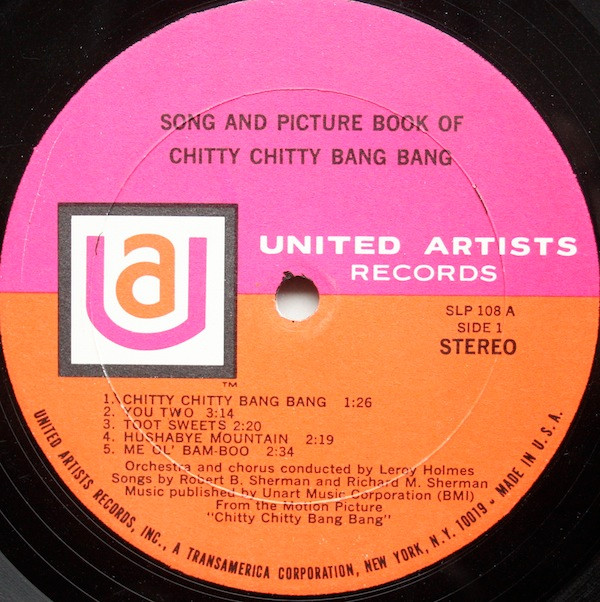 SONG AND PICTURE BOOK OF
CHITTY CHITTY BANG BANG
ua
UNITED ARTISTS
RECORDS
SLP 108 A
SIDE 1
STEREO
™
1. CHITTY CHITTY BANG BANG 1:26
2. YOU TWO 3:14
3. TOOT SWEETS 2:20
4. HUSHABYE MOUNTAIN 2:19
5. ME OL' BAM-BOO 2:34
Orchestra and chorus conducted by Leroy Holmes
Songs by Robert B. Sherman and Richard M. Sherman
Music published by Unart Music Corporation (BMI)
From the Motion Picture
"Chitty Chitty Bang Bang"
UNITED ARTISTS RECORDS, INC., A TRANSAMERICA CORPORATION, NEW YORK, N.Y. 10019 - MADE IN U.S.A.